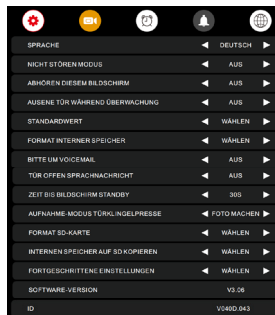 SPRACHE ◀ DEUTSCH ▶
NICHT STÖREN MODUS ◀ AUS ▶
ABHÖREN DIESEM BILDSCHIRM ◀ AUS ▶
AUSENE TÜR WÄHREND ÜBERWACHUNG ◀ AUS ▶
STANDARDWERT ◀ WÄHLEN ▶
FORMAT INTERNER SPEICHER ◀ WÄHLEN ▶
BITTE UM VOICEMAIL ◀ AUS ▶
TÜR OFFEN SPRACHNACHRICHT ◀ AUS ▶
ZEIT BIS BILDSCHIRM STANDBY ◀ 30S ▶
AUFNAHME-MODUS TÜRKLINGELPRESSE ◀ FOTO MACHEN ▶
FORMAT SD-KARTE ◀ WÄHLEN ▶
INTERNEN SPEICHER AUF SD KOPIEREN ◀ WÄHLEN ▶
FORTGESCHRITTENE EINSTELLUNGEN ◀ WÄHLEN ▶
SOFTWARE-VERSION V3.06
ID V040D.043